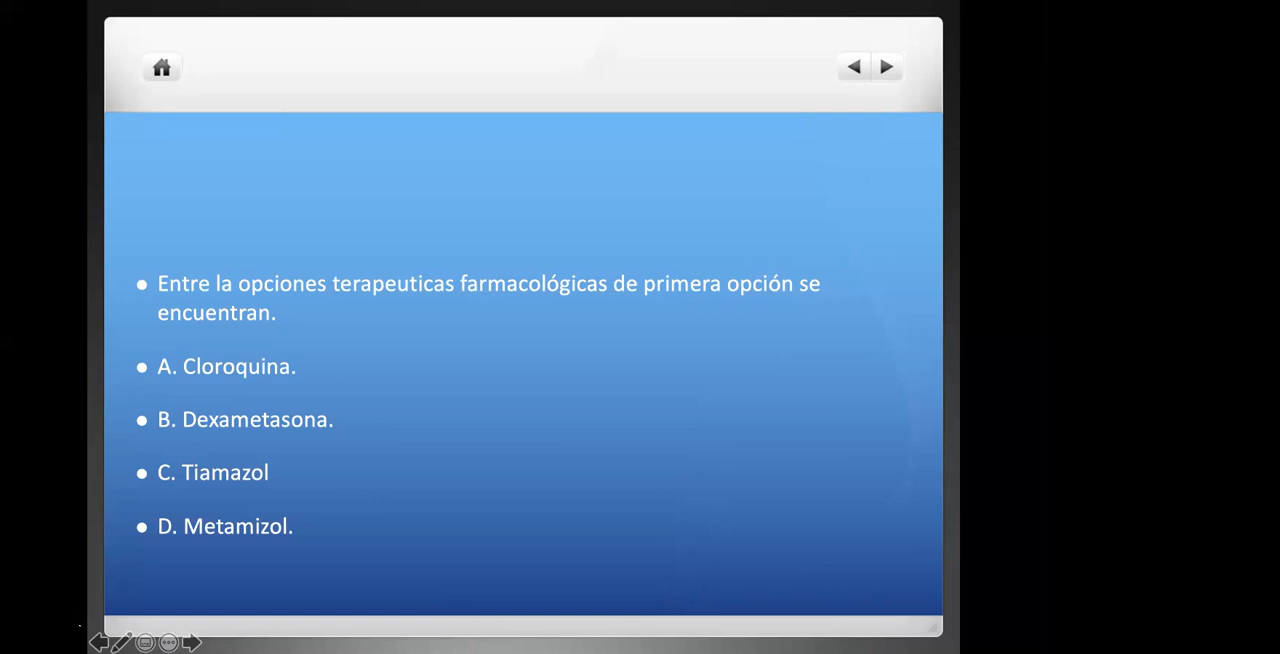 ● Entre la opciones terapeuticas farmacológicas de primera opción se
encuentran.
● A. Cloroquina.
● B. Dexametasona.
● C. Tiamazol
● D. Metamizol.